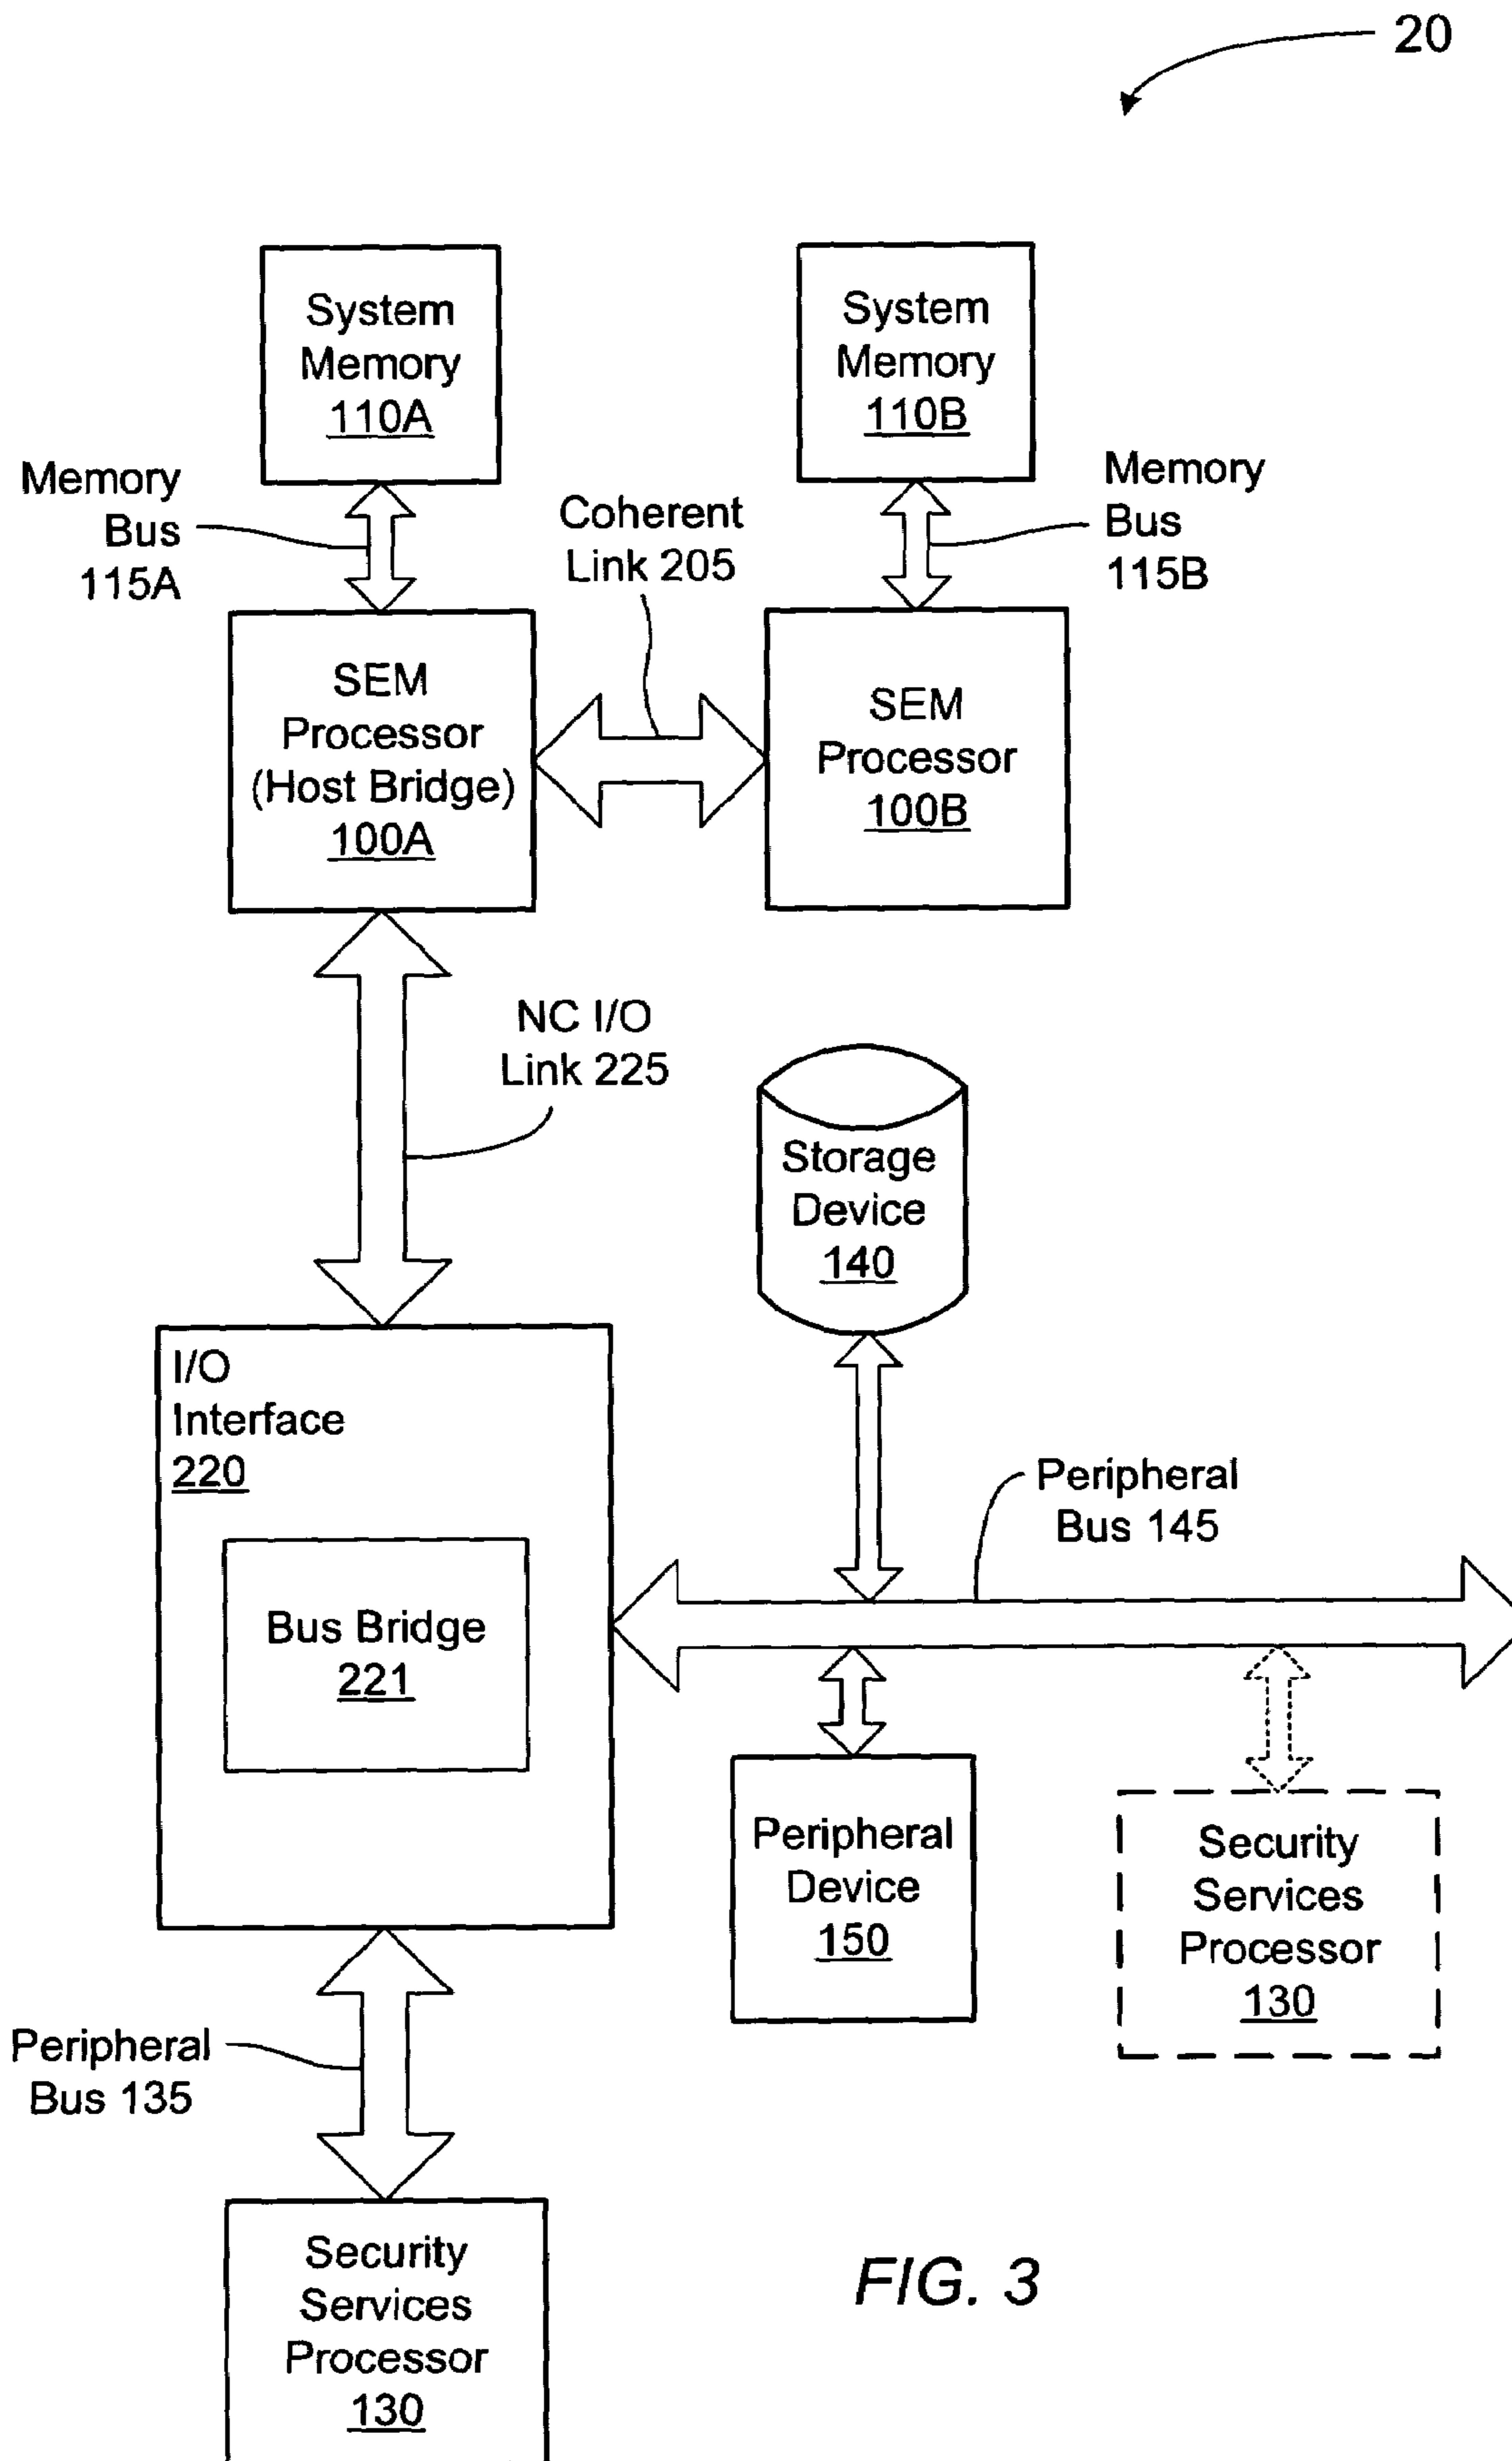 20
System
Memory
110A
System
Memory
110B
Memory
Bus
115A
Coherent
Link 205
Memory
Bus
115B
SEM
Processor
(Host Bridge)
100A
SEM
Processor
100B
NC I/O
Link 225
Storage
Device
140
I/O
Interface
220
Peripheral
Bus 145
Bus Bridge
221
Peripheral
Device
150
Security
Services
Processor
130
Peripheral
Bus 135
Security
Services
Processor
130
FIG. 3